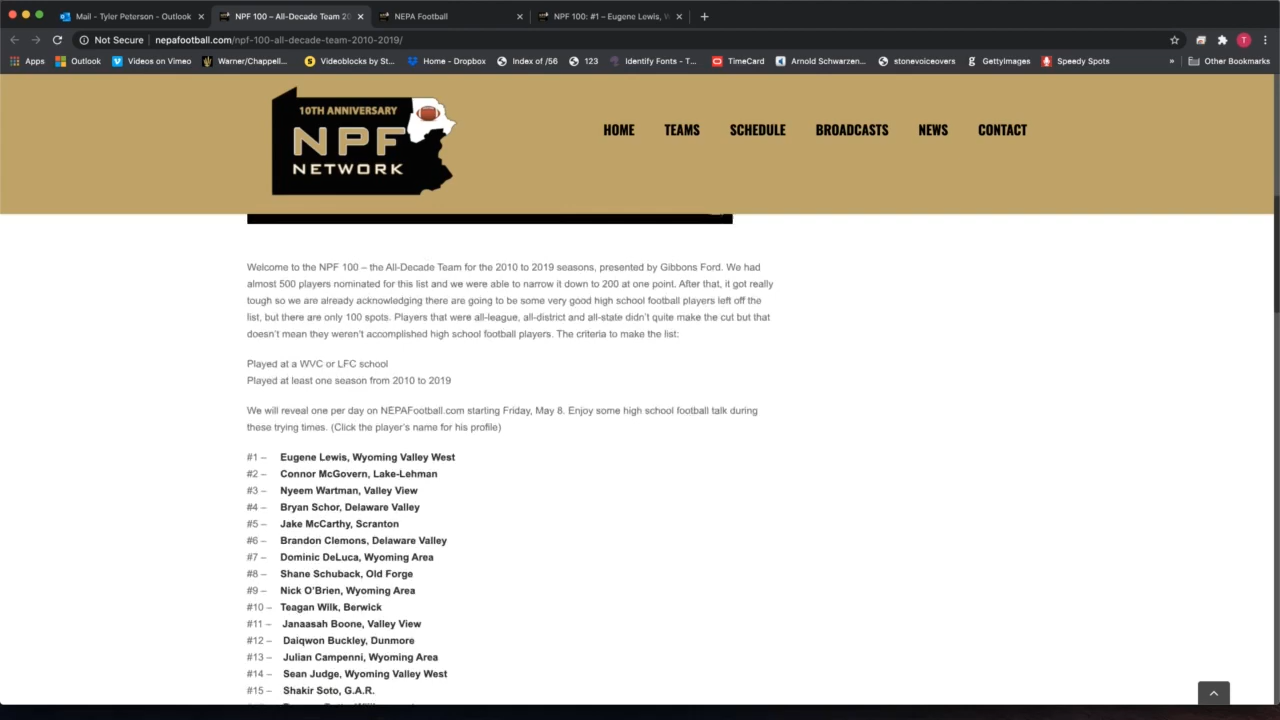 Mail - Tyler Peterson - Outlook
NPF 100 – All-Decade Team 20
NEPA Football
NPF 100: #1 – Eugene Lewis, W
Not Secure
nepafootball.com/npf-100-all-decade-team-2010-2019/
T
Apps
Outlook
Videos on Vimeo
Warner/Chappell...
Videoblocks by St...
Home - Dropbox
Index of /56
123
Identify Fonts - T...
TimeCard
Arnold Schwarzen...
stonevoiceovers
GettyImages
Speedy Spots
»
Other Bookmarks
10TH ANNIVERSARY
NPF
NETWORK
HOME
TEAMS
SCHEDULE
BROADCASTS
NEWS
CONTACT
Welcome to the NPF 100 – the All-Decade Team for the 2010 to 2019 seasons, presented by Gibbons Ford. We had
almost 500 players nominated for this list and we were able to narrow it down to 200 at one point. After that, it got really
tough so we are already acknowledging there are going to be some very good high school football players left off the
list, but there are only 100 spots. Players that were all-league, all-district and all-state didn't quite make the cut but that
doesn't mean they weren't accomplished high school football players. The criteria to make the list:
Played at a WVC or LFC school
Played at least one season from 2010 to 2019
We will reveal one per day on NEPAFootball.com starting Friday, May 8. Enjoy some high school football talk during
these trying times. (Click the player's name for his profile)
#1 – Eugene Lewis, Wyoming Valley West
#2 – Connor McGovern, Lake-Lehman
#3 – Nyeem Wartman, Valley View
#4 – Bryan Schor, Delaware Valley
#5 – Jake McCarthy, Scranton
#6 – Brandon Clemons, Delaware Valley
#7 – Dominic DeLuca, Wyoming Area
#8 – Shane Schuback, Old Forge
#9 – Nick O'Brien, Wyoming Area
#10 – Teagan Wilk, Berwick
#11 – Janaasah Boone, Valley View
#12 – Daiqwon Buckley, Dunmore
#13 – Julian Campenni, Wyoming Area
#14 – Sean Judge, Wyoming Valley West
#15 – Shakir Soto, G.A.R.